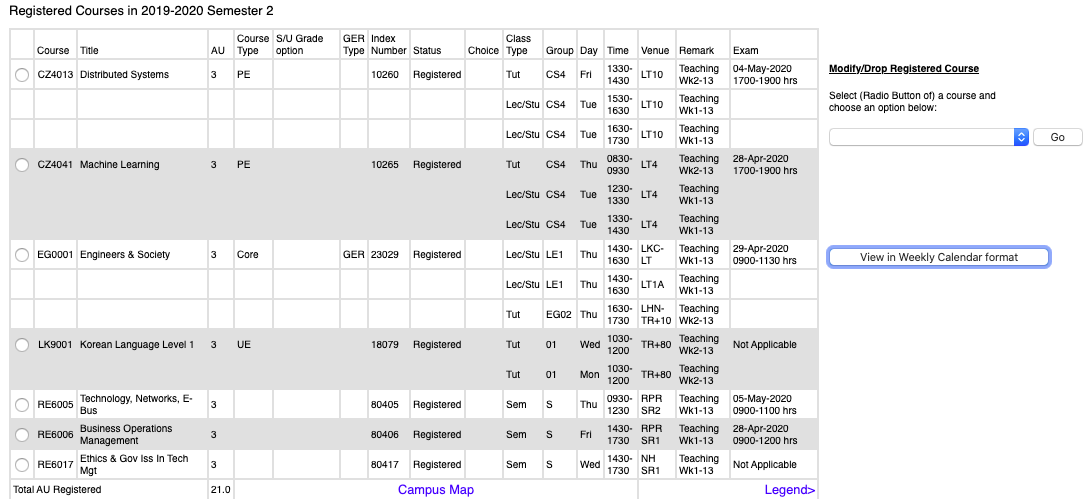 Registered Courses in 2019-2020 Semester 2
Course Title AU Course Type S/U Grade option GER Type Index Number Status Choice Class Type Group Day Time Venue Remark Exam
CZ4013 Distributed Systems 3 PE 10260 Registered Tut CS4 Fri 1330-1430 LT10 Teaching Wk2-13 04-May-2020 1700-1900 hrs
Lec/Stu CS4 Tue 1530-1630 LT10 Teaching Wk1-13
Lec/Stu CS4 Tue 1630-1730 LT10 Teaching Wk1-13
CZ4041 Machine Learning 3 PE 10265 Registered Tut CS4 Thu 0830-0930 LT4 Teaching Wk2-13 28-Apr-2020 1700-1900 hrs
Lec/Stu CS4 Tue 1230-1330 LT4 Teaching Wk1-13
Lec/Stu CS4 Tue 1330-1430 LT4 Teaching Wk1-13
EG0001 Engineers & Society 3 Core GER 23029 Registered Lec/Stu LE1 Thu 1430-1630 LKC-LT Teaching Wk1-13 29-Apr-2020 0900-1130 hrs
Lec/Stu LE1 Thu 1430-1630 LT1A Teaching Wk1-13
Tut EG02 Thu 1630-1730 LHN-TR+10 Teaching Wk2-13
LK9001 Korean Language Level 1 3 UE 18079 Registered Tut 01 Wed 1030-1200 TR+80 Teaching Wk2-13 Not Applicable
Tut 01 Mon 1030-1200 TR+80 Teaching Wk2-13
RE6005 Technology, Networks, E-Bus 3 80405 Registered Sem S Thu 0930-1230 RPR SR2 Teaching Wk1-13 05-May-2020 0900-1100 hrs
RE6006 Business Operations Management 3 80406 Registered Sem S Fri 1430-1730 RPR SR1 Teaching Wk1-13 28-Apr-2020 0900-1200 hrs
RE6017 Ethics & Gov Iss In Tech Mgt 3 80417 Registered Sem S Wed 1430-1730 NH SR1 Teaching Wk1-13 Not Applicable
Total AU Registered 21.0 Campus Map Legend>
Modify/Drop Registered Course
Select (Radio Button of) a course and
choose an option below:
Go
View in Weekly Calendar format